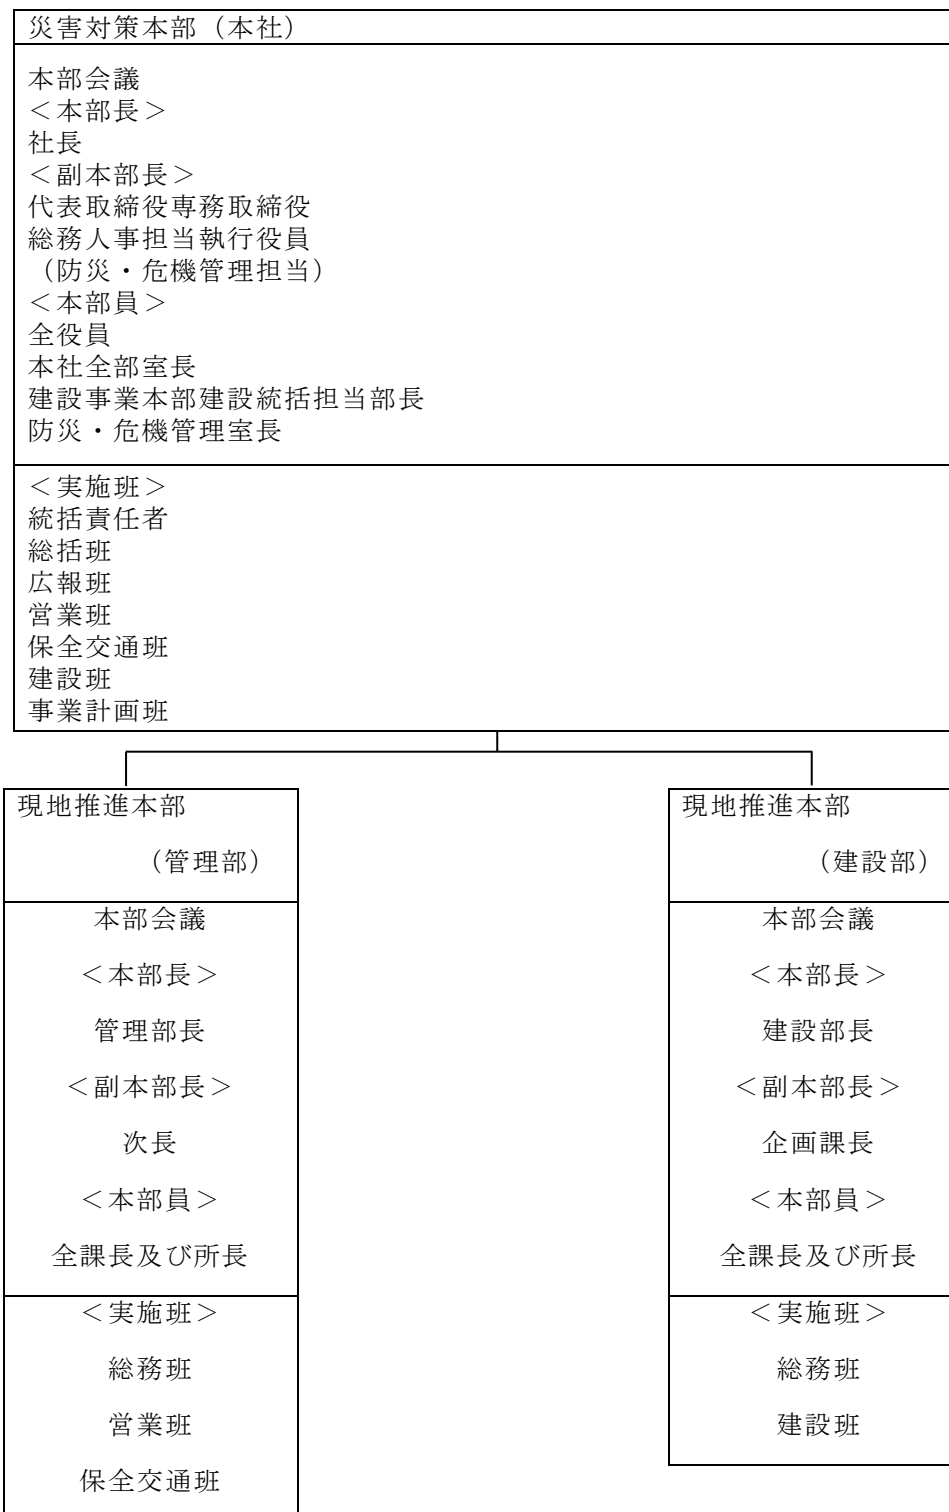 災害対策本部（本社）
本部会議
＜本部長＞
社長
＜副本部長＞
代表取締役専務取締役
総務人事担当執行役員
（防災・危機管理担当）
＜本部員＞
全役員
本社全部室長
建設事業本部建設統括担当部長
防災・危機管理室長
＜実施班＞
統括責任者
総括班
広報班
営業班
保全交通班
建設班
事業計画班
現地推進本部
（管理部）
本部会議
＜本部長＞
管理部長
＜副本部長＞
次長
＜本部員＞
全課長及び所長
＜実施班＞
総務班
営業班
保全交通班
現地推進本部
（建設部）
本部会議
＜本部長＞
建設部長
＜副本部長＞
企画課長
＜本部員＞
全課長及び所長
＜実施班＞
総務班
建設班